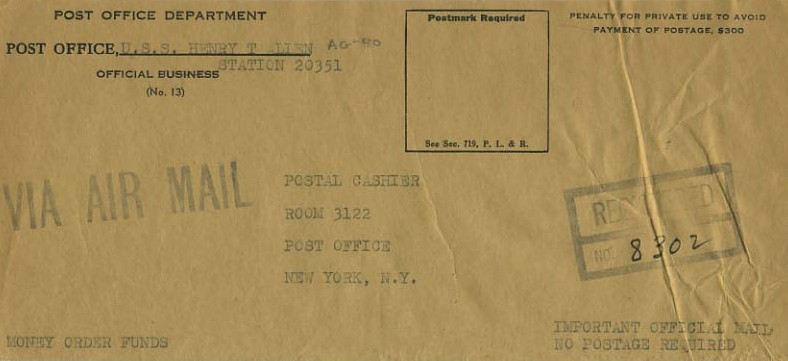 POST OFFICE DEPARTMENT
POST OFFICE, U.S.S. HENRY T ALLEN AG-90
STATION 20351
OFFICIAL BUSINESS
(No. 13)
Postmark Required
See Sec. 719, P. L. & R.
PENALTY FOR PRIVATE USE TO AVOID
PAYMENT OF POSTAGE, $300
VIA AIR MAIL
POSTAL CASHIER
ROOM 3122
POST OFFICE
NEW YORK, N.Y.
REGISTERED
NO. 8302
MONEY ORDER FUNDS
IMPORTANT OFFICIAL MAIL
NO POSTAGE REQUIRED